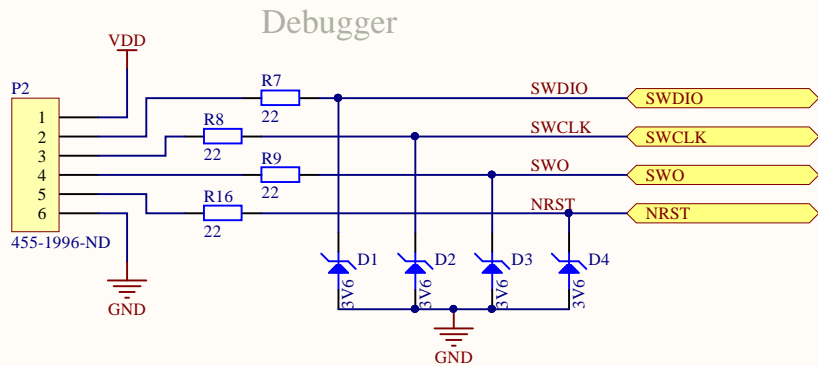 Debugger
VDD
P2
R7
SWDIO
SWDIO
1
22
2
R8
SWCLK
SWCLK
3
22
R9
SWO
SWO
4
22
5
R16
NRST
NRST
6
22
455-1996-ND
D1
D2
D3
D4
3V6
3V6
3V6
3V6
GND
GND